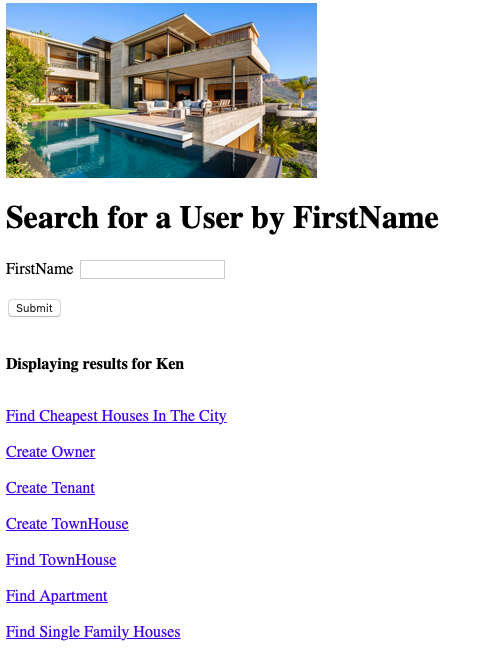 Search for a User by FirstName
FirstName
Submit
Displaying results for Ken
Find Cheapest Houses In The City
Create Owner
Create Tenant
Create TownHouse
Find TownHouse
Find Apartment
Find Single Family Houses